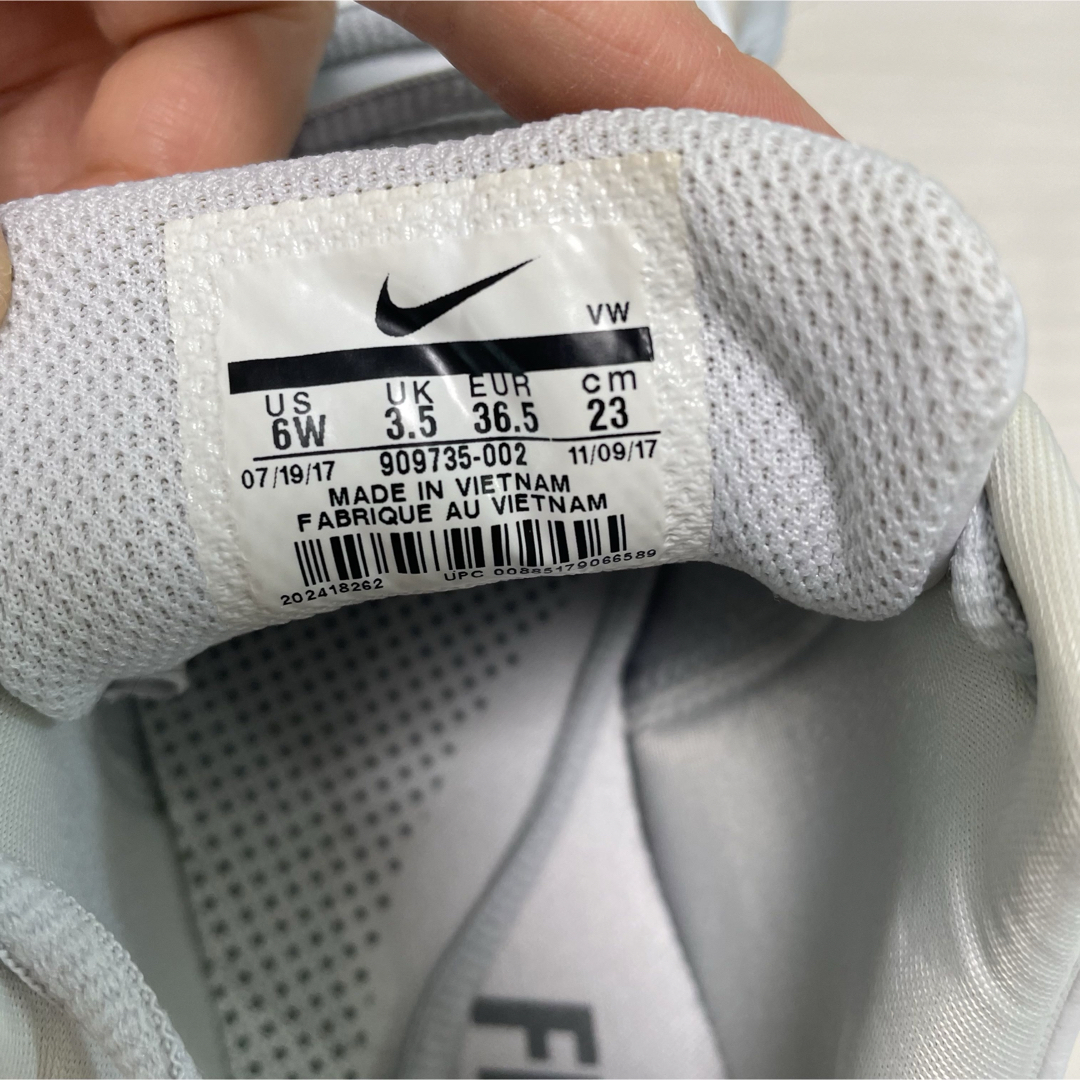 VW
US UK EUR cm
6W 3.5 36.5 23
07/19/17 909735-002 11/09/17
MADE IN VIETNAM
FABRIQUE AU VIETNAM
202418262 UPC 00885179066589
FI